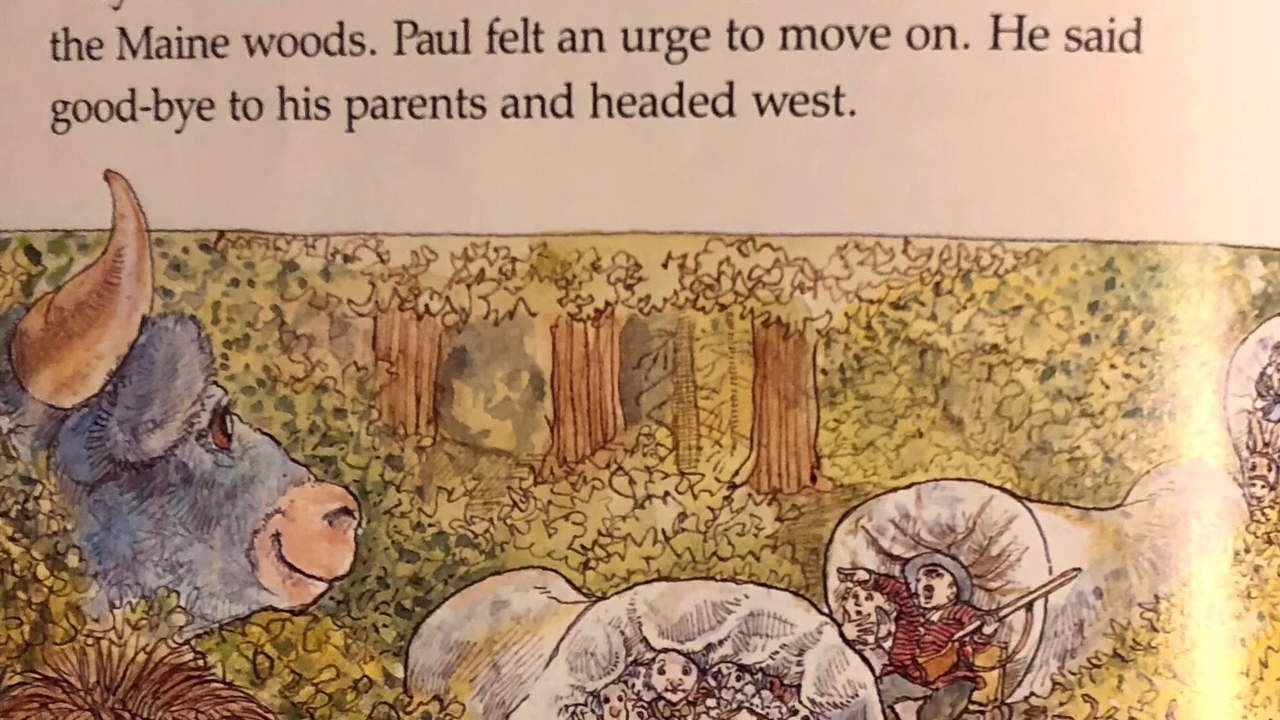 the Maine woods. Paul felt an urge to move on. He said
good-bye to his parents and headed west.